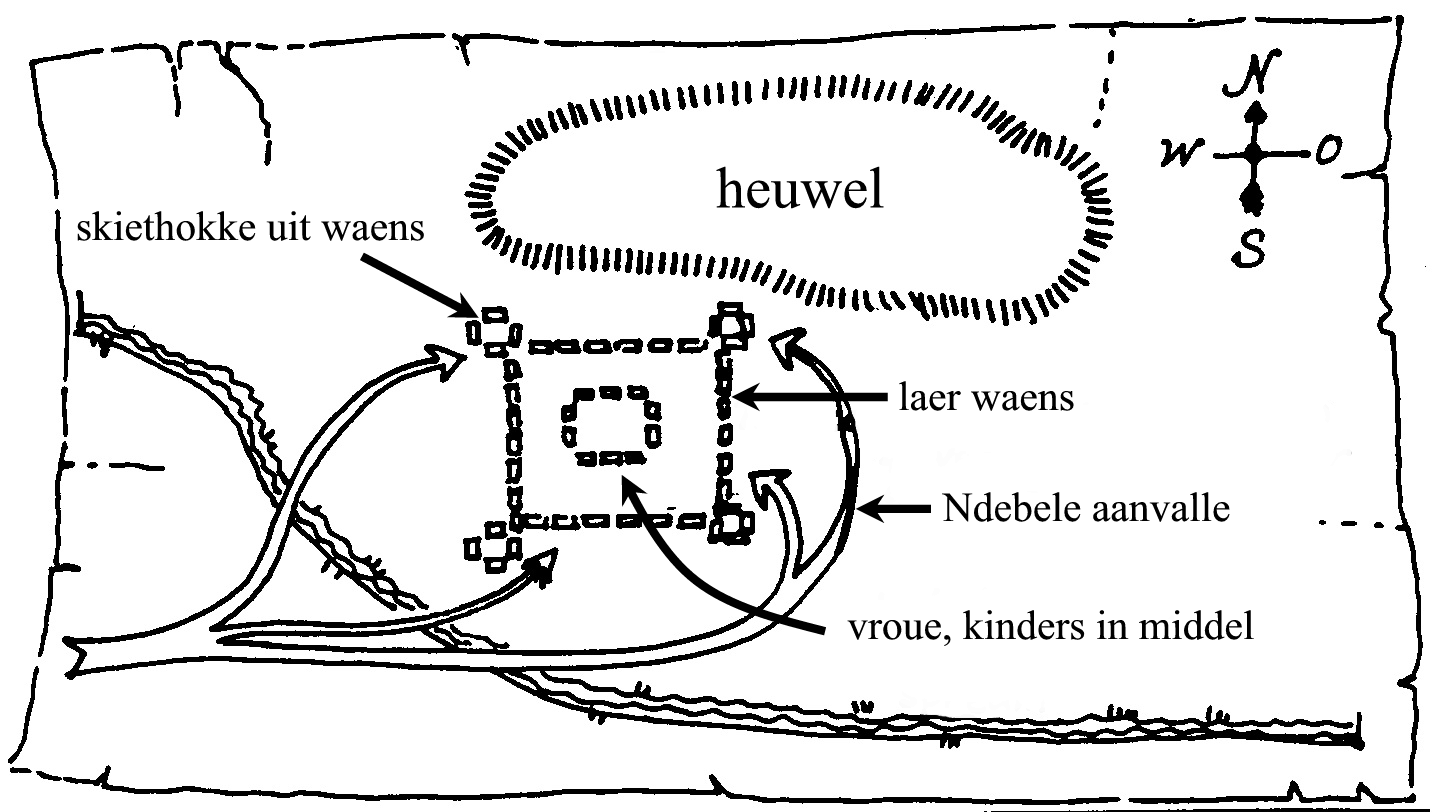 N
W O
S
heuwel
skiethokke uit waens
laer waens
Ndebele aanvalle
vroue, kinders in middel